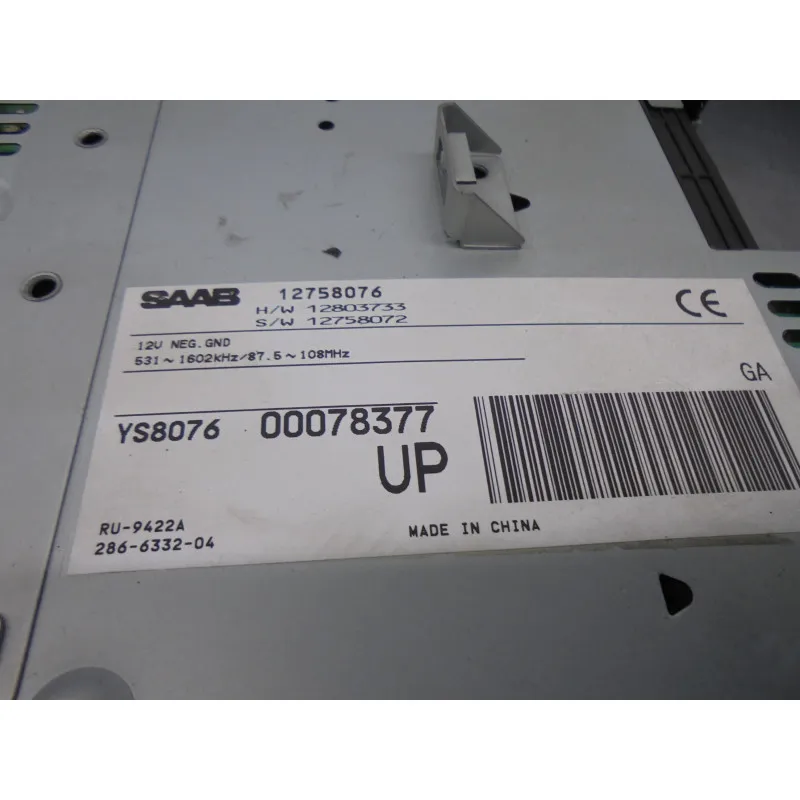 SAAB 12758076
H/W 12803733
S/W 12758072
CE
12V NEG. GND
531~1602kHz/87.5~108MHz
GA
YS8076 00078377
UP
RU-9422A
286-6332-04
MADE IN CHINA